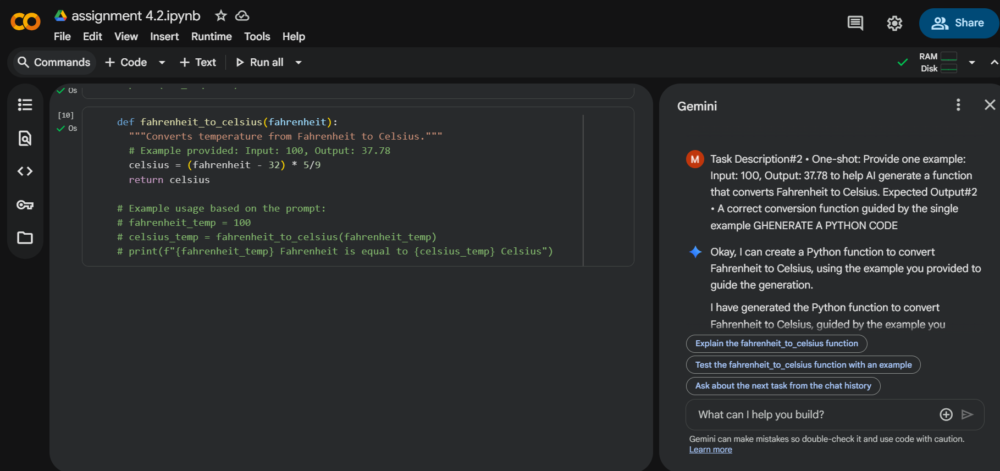 assignment 4.2.ipynb
File Edit View Insert Runtime Tools Help
Share
Commands + Code + Text Run all
RAM
Disk
0s
[10]
0s
def fahrenheit_to_celsius(fahrenheit):
"""Converts temperature from Fahrenheit to Celsius."""
# Example provided: Input: 100, Output: 37.78
celsius = (fahrenheit - 32) * 5/9
return celsius
# Example usage based on the prompt:
# fahrenheit_temp = 100
# celsius_temp = fahrenheit_to_celsius(fahrenheit_temp)
# print(f"{fahrenheit_temp} Fahrenheit is equal to {celsius_temp} Celsius")
Gemini
M
Task Description#2 • One-shot: Provide one example:
Input: 100, Output: 37.78 to help AI generate a function
that converts Fahrenheit to Celsius. Expected Output#2
• A correct conversion function guided by the single
example GHENERATE A PYTHON CODE
Okay, I can create a Python function to convert
Fahrenheit to Celsius, using the example you provided to
guide the generation.
I have generated the Python function to convert
Fahrenheit to Celsius, guided by the example you
Explain the fahrenheit_to_celsius function
Test the fahrenheit_to_celsius function with an example
Ask about the next task from the chat history
What can I help you build?
Gemini can make mistakes so double-check it and use code with caution.
Learn more